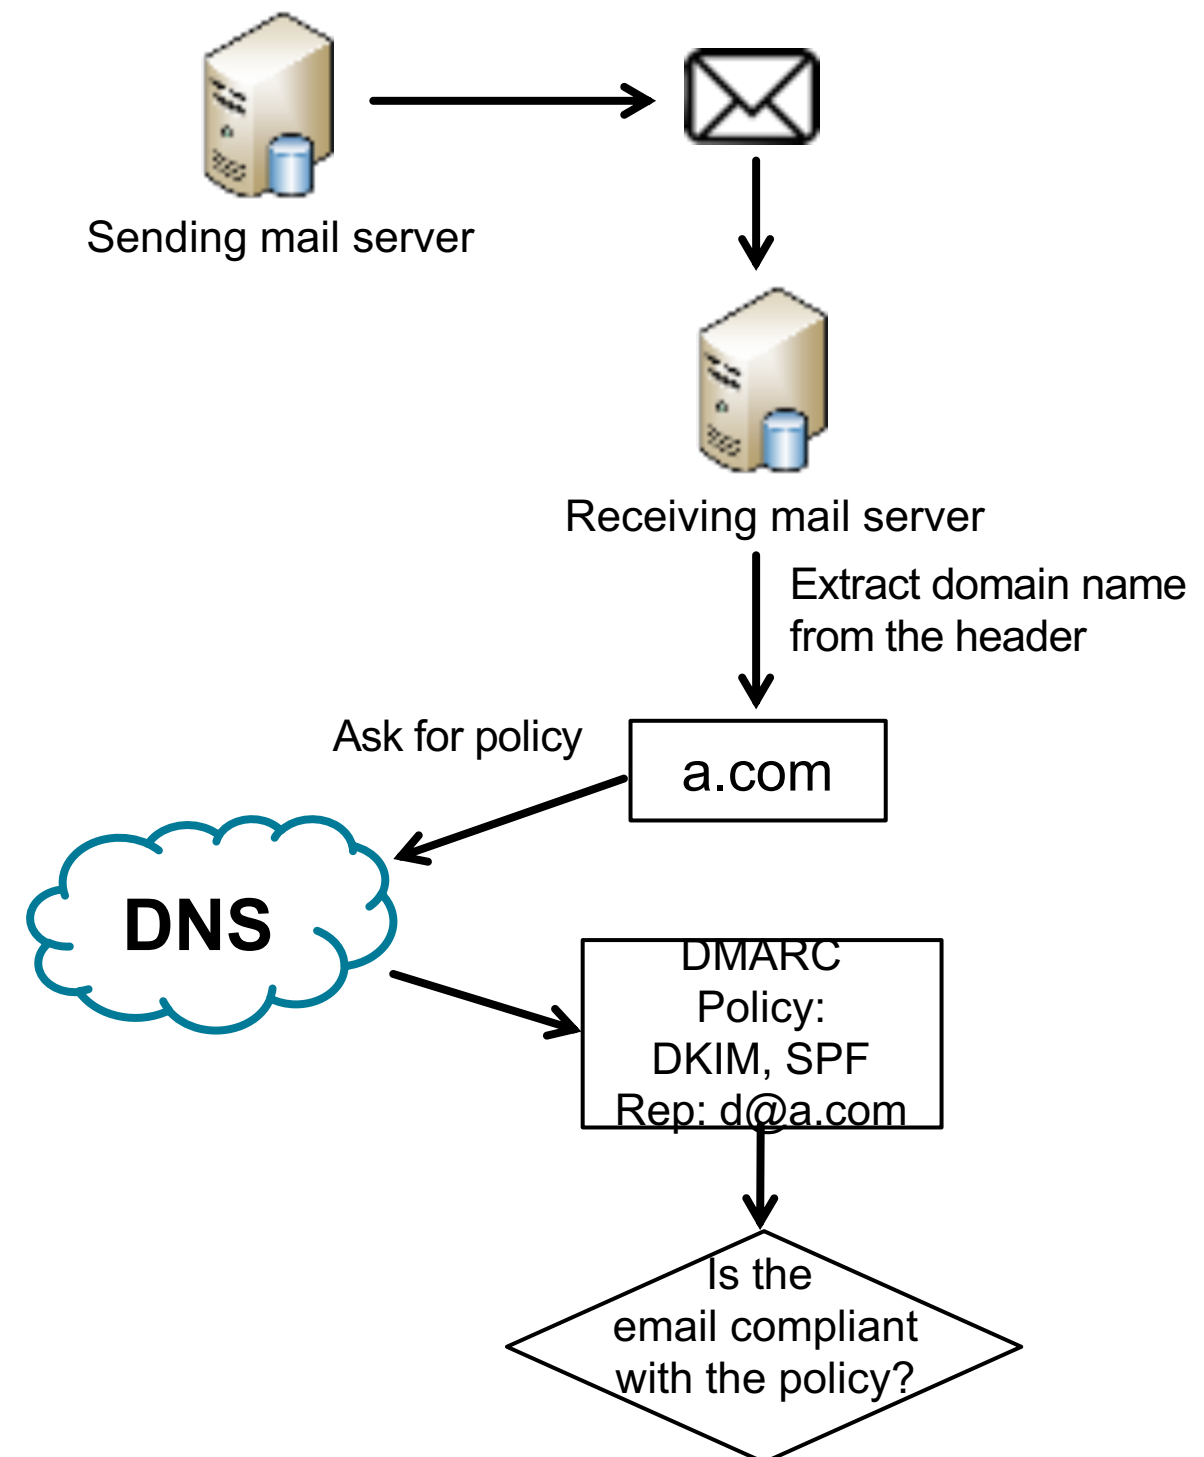 Sending mail server
Receiving mail server
Extract domain name
from the header
Ask for policy
a.com
DNS
DMARC
Policy:
DKIM, SPF
Rep: d@a.com
Is the
email compliant
with the policy?